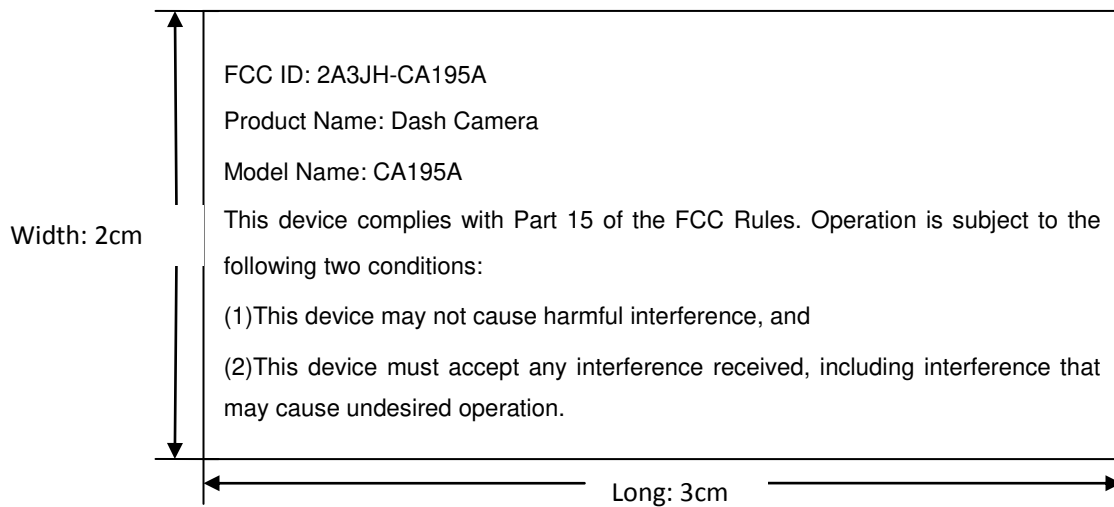 FCC ID: 2A3JH-CA195A
Product Name: Dash Camera
Model Name: CA195A
This device complies with Part 15 of the FCC Rules. Operation is subject to the
following two conditions:
(1)This device may not cause harmful interference, and
(2)This device must accept any interference received, including interference that
may cause undesired operation.
Width: 2cm
Long: 3cm